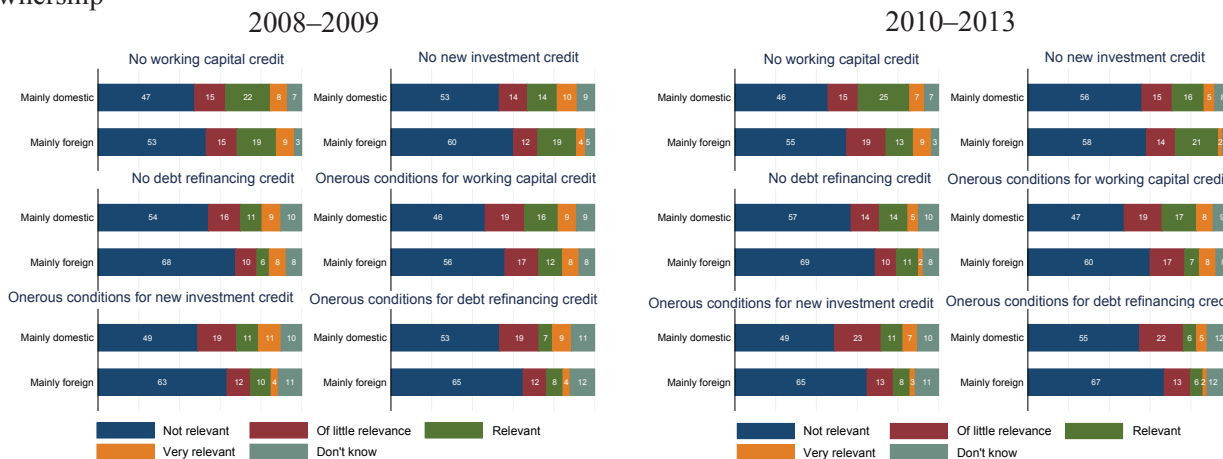 wnership
2008–2009
No working capital credit
Mainly domestic 47 15 22 8 7
Mainly foreign 53 15 19 9 3
No new investment credit
Mainly domestic 53 14 14 10 9
Mainly foreign 60 12 19 4 5
No debt refinancing credit
Mainly domestic 54 16 11 9 10
Mainly foreign 68 10 6 8 8
Onerous conditions for working capital credit
Mainly domestic 46 19 16 9 9
Mainly foreign 56 17 12 8 8
Onerous conditions for new investment credit
Mainly domestic 49 19 11 11 10
Mainly foreign 63 12 10 4 11
Onerous conditions for debt refinancing credit
Mainly domestic 53 19 7 9 11
Mainly foreign 65 12 8 4 12
Not relevant Of little relevance Relevant
Very relevant Don't know
2010–2013
No working capital credit
Mainly domestic 46 15 25 7 7
Mainly foreign 55 19 13 9 3
No new investment credit
Mainly domestic 56 15 16 5
Mainly foreign 58 14 21 2
No debt refinancing credit
Mainly domestic 57 14 14 5 10
Mainly foreign 69 10 11 2 8
Onerous conditions for working capital credi
Mainly domestic 47 19 17 8 9
Mainly foreign 60 17 7 8
Onerous conditions for new investment credit
Mainly domestic 49 23 11 7 10
Mainly foreign 65 13 8 3 11
Onerous conditions for debt refinancing cred
Mainly domestic 55 22 6 5 12
Mainly foreign 67 13 6 2 12
Not relevant Of little relevance Relevant
Very relevant Don't know